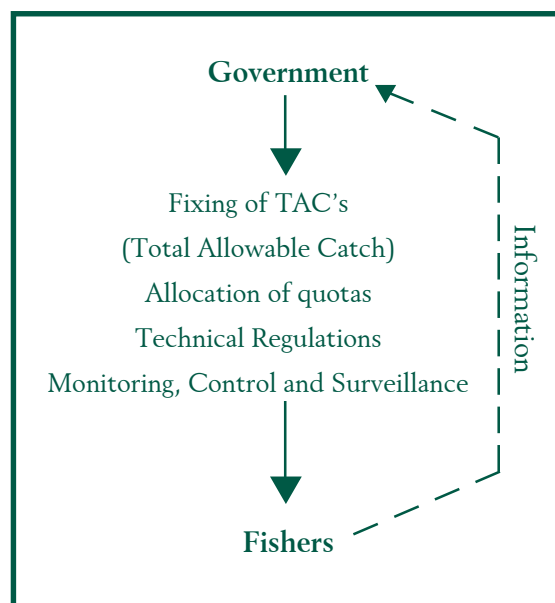 Government
Fixing of TAC's
(Total Allowable Catch)
Allocation of quotas
Technical Regulations
Monitoring, Control and Surveillance
Information
Fishers